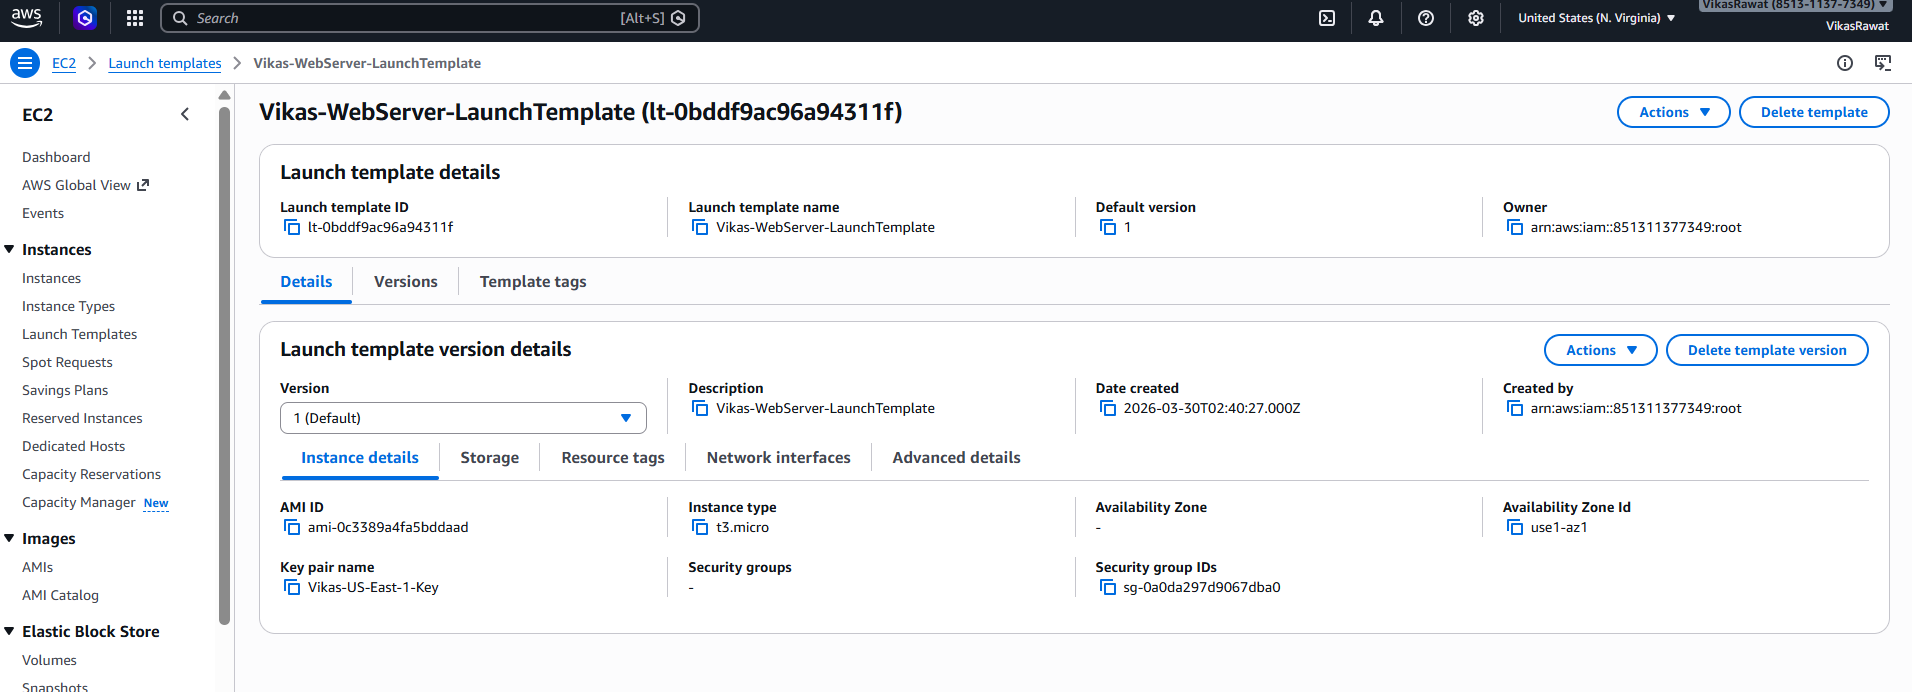 aws
Search
[Alt+S]
United States (N. Virginia)
VikasRawat (8513-1137-7349)
VikasRawat
EC2
Launch templates
Vikas-WebServer-LaunchTemplate
EC2
Dashboard
AWS Global View
Events
Instances
Instances
Instance Types
Launch Templates
Spot Requests
Savings Plans
Reserved Instances
Dedicated Hosts
Capacity Reservations
Capacity Manager New
Images
AMIs
AMI Catalog
Elastic Block Store
Volumes
Snapshots
Vikas-WebServer-LaunchTemplate (lt-0bddf9ac96a94311f)
Actions
Delete template
Launch template details
Launch template ID
lt-0bddf9ac96a94311f
Launch template name
Vikas-WebServer-LaunchTemplate
Default version
1
Owner
arn:aws:iam::851311377349:root
Details
Versions
Template tags
Launch template version details
Actions
Delete template version
Version
1 (Default)
Description
Vikas-WebServer-LaunchTemplate
Date created
2026-03-30T02:40:27.000Z
Created by
arn:aws:iam::851311377349:root
Instance details
Storage
Resource tags
Network interfaces
Advanced details
AMI ID
ami-0c3389a4fa5bddaad
Instance type
t3.micro
Availability Zone
-
Availability Zone Id
use1-az1
Key pair name
Vikas-US-East-1-Key
Security groups
-
Security group IDs
sg-0a0da297d9067dba0